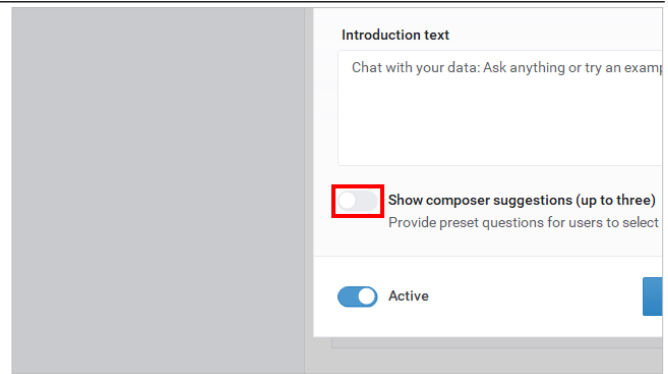 Introduction text
Chat with your data: Ask anything or try an
Show composer suggestions (up to three)
Provide preset questions for users to select
Active